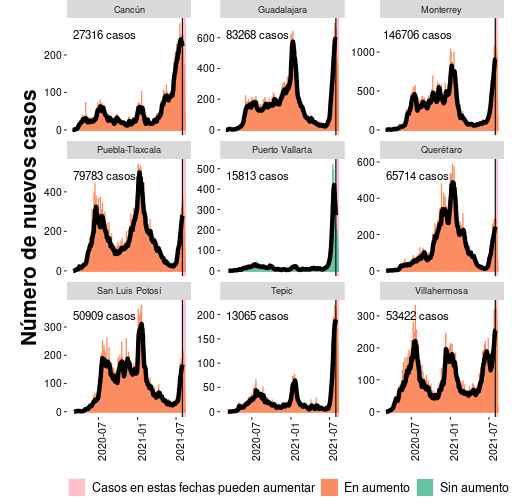 Número de nuevos casos
Cancún Guadalajara Monterrey
27316 casos 83268 casos 146706 casos
200 600 1000
100 400 500
0 200 0
0
Puebla-Tlaxcala Puerto Vallarta Querétaro
79783 casos 15813 casos 65714 casos
400 500 600
200 400 400
0 300 200
200 0
100
0
San Luis Potosí Tepic Villahermosa
50909 casos 13065 casos 53422 casos
300 200 300
200 150 200
100 100 100
0 50 0
0
2020-07 2021-01 2021-07 2020-07 2021-01 2021-07 2020-07 2021-01 2021-07
Casos en estas fechas pueden aumentar En aumento Sin aumento